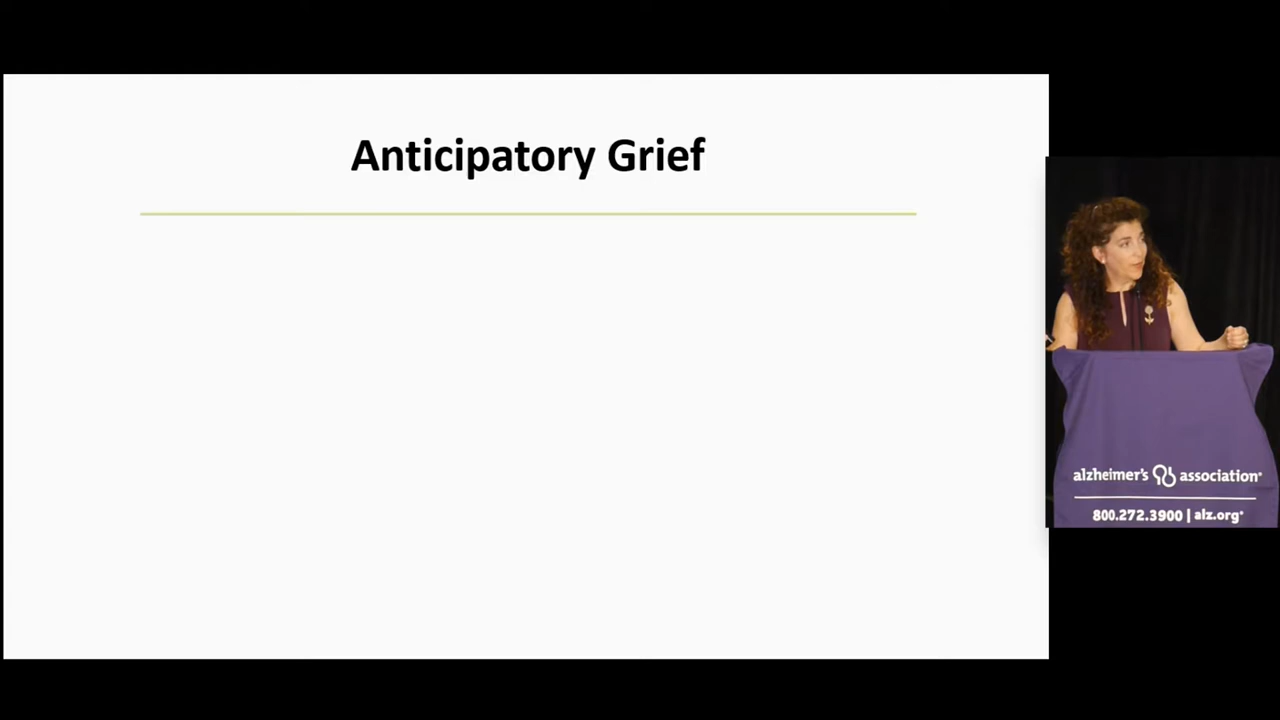 Anticipatory Grief
alzheimer's association®
800.272.3900 | alz.org®